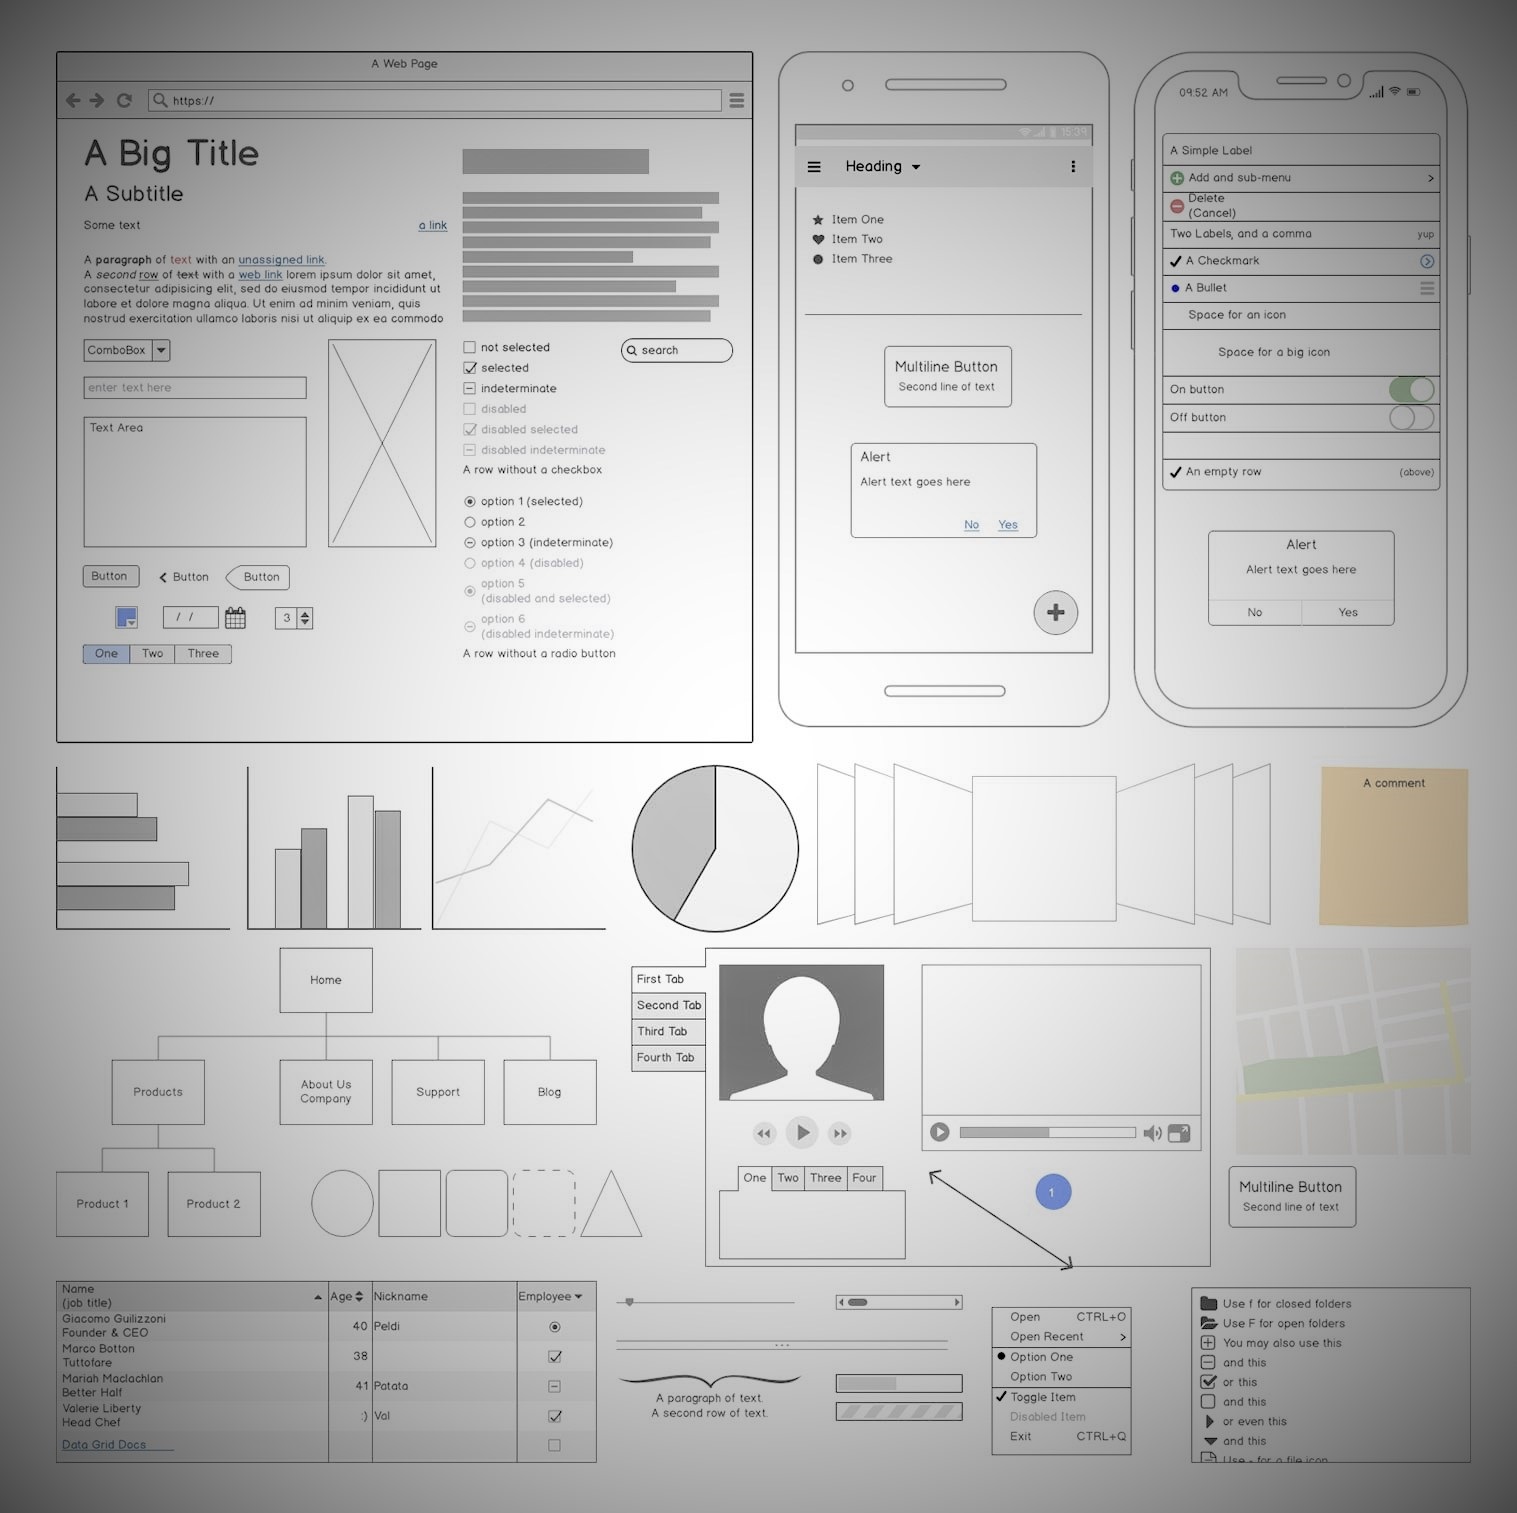 A Web Page
https://
A Big Title
A Subtitle
Some text
a link
A paragraph of text with an unassigned link.
A second row of text with a web link lorem ipsum dolor sit amet,
consectetur adipisicing elit, sed do eiusmod tempor incididunt ut
labore et dolore magna aliqua. Ut enim ad minim veniam, quis
nostrud exercitation ullamco laboris nisi ut aliquip ex ea commodo
ComboBox
enter text here
Text Area
Button
Button
Button
/ /
3
One
Two
Three
not selected
selected
indeterminate
disabled
disabled selected
disabled indeterminate
A row without a checkbox
option 1 (selected)
option 2
option 3 (indeterminate)
option 4 (disabled)
option 5
(disabled and selected)
option 6
(disabled indeterminate)
A row without a radio button
search
15:39
Heading
Item One
Item Two
Item Three
Multiline Button
Second line of text
Alert
Alert text goes here
No
Yes
09:52 AM
A Simple Label
Add and sub-menu
Delete
(Cancel)
Two Labels, and a comma
yup
A Checkmark
A Bullet
Space for an icon
Space for a big icon
On button
Off button
An empty row
(above)
Alert
Alert text goes here
No
Yes
A comment
Home
Products
About Us
Company
Support
Blog
Product 1
Product 2
First Tab
Second Tab
Third Tab
Fourth Tab
One
Two
Three
Four
1
Multiline Button
Second line of text
Name
(job title)
Age
Nickname
Employee
Giacomo Guilizzoni
Founder & CEO
40
Peldi
Marco Botton
Tuttofare
38
Mariah Maclachlan
Better Half
41
Patata
Valerie Liberty
Head Chef
:)
Val
Data Grid Docs
A paragraph of text.
A second row of text.
Open CTRL+O
Open Recent
Option One
Option Two
Toggle Item
Disabled Item
Exit CTRL+Q
Use f for closed folders
Use F for open folders
You may also use this
and this
or this
and this
or even this
and this
Use - for a file icon